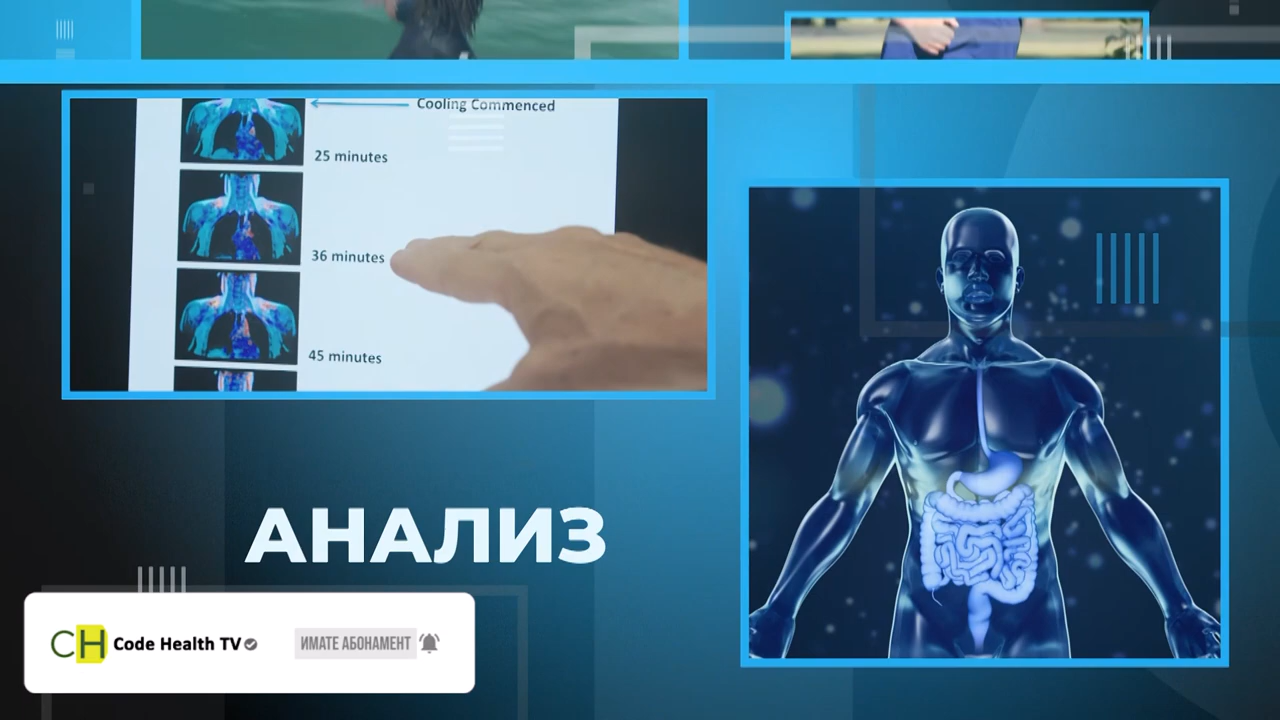 Cooling Commenced
25 minutes
36 minutes
45 minutes
АНАЛИЗ
CH Code Health TV ИМАТЕ АБОНАМЕНТ